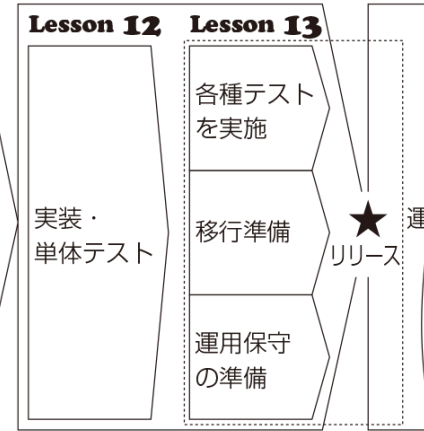 Lesson 12
Lesson 13
実装・
単体テスト
各種テスト
を実施
移行準備
運用保守
の準備
★
リリース
運